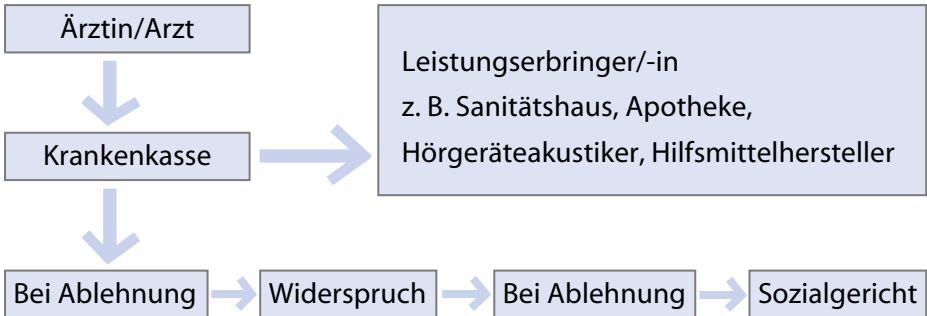 Ärztin/Arzt
Leistungserbringer/-in
z. B. Sanitätshaus, Apotheke,
Hörgeräteakustiker, Hilfsmittelhersteller
Krankenkasse
Bei Ablehnung
Widerspruch
Bei Ablehnung
Sozialgericht